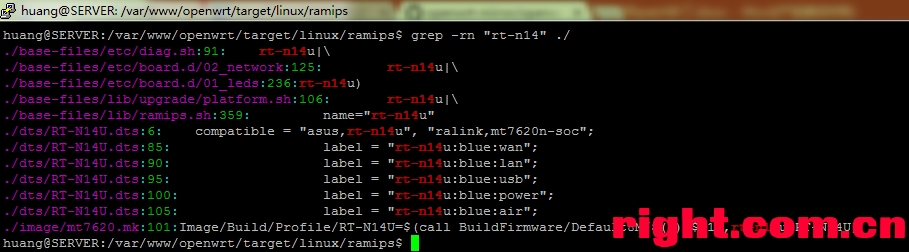 huang@SERVER: /var/www/openwrt/target/linux/ramips
huang@SERVER:/var/www/openwrt/target/linux/ramips$ grep -rn "rt-n14" ./
./base-files/etc/diag.sh:91:    rt-n14u|\
./base-files/etc/board.d/02_network:125:        rt-n14u|\
./base-files/etc/board.d/01_leds:236:rt-n14u)
./base-files/lib/upgrade/platform.sh:106:       rt-n14u|\
./base-files/lib/ramips.sh:359:         name="rt-n14u"
./dts/RT-N14U.dts:6:    compatible = "asus,rt-n14u", "ralink,mt7620n-soc";
./dts/RT-N14U.dts:85:                   label = "rt-n14u:blue:wan";
./dts/RT-N14U.dts:90:                   label = "rt-n14u:blue:lan";
./dts/RT-N14U.dts:95:                   label = "rt-n14u:blue:usb";
./dts/RT-N14U.dts:100:                  label = "rt-n14u:blue:power";
./dts/RT-N14U.dts:105:                  label = "rt-n14u:blue:air";
./image/mt7620.mk:101:Image/Build/Profile/RT-N14U=$(call BuildFirmware/Default
huang@SERVER:/var/www/openwrt/target/linux/ramips$
right.com.cn